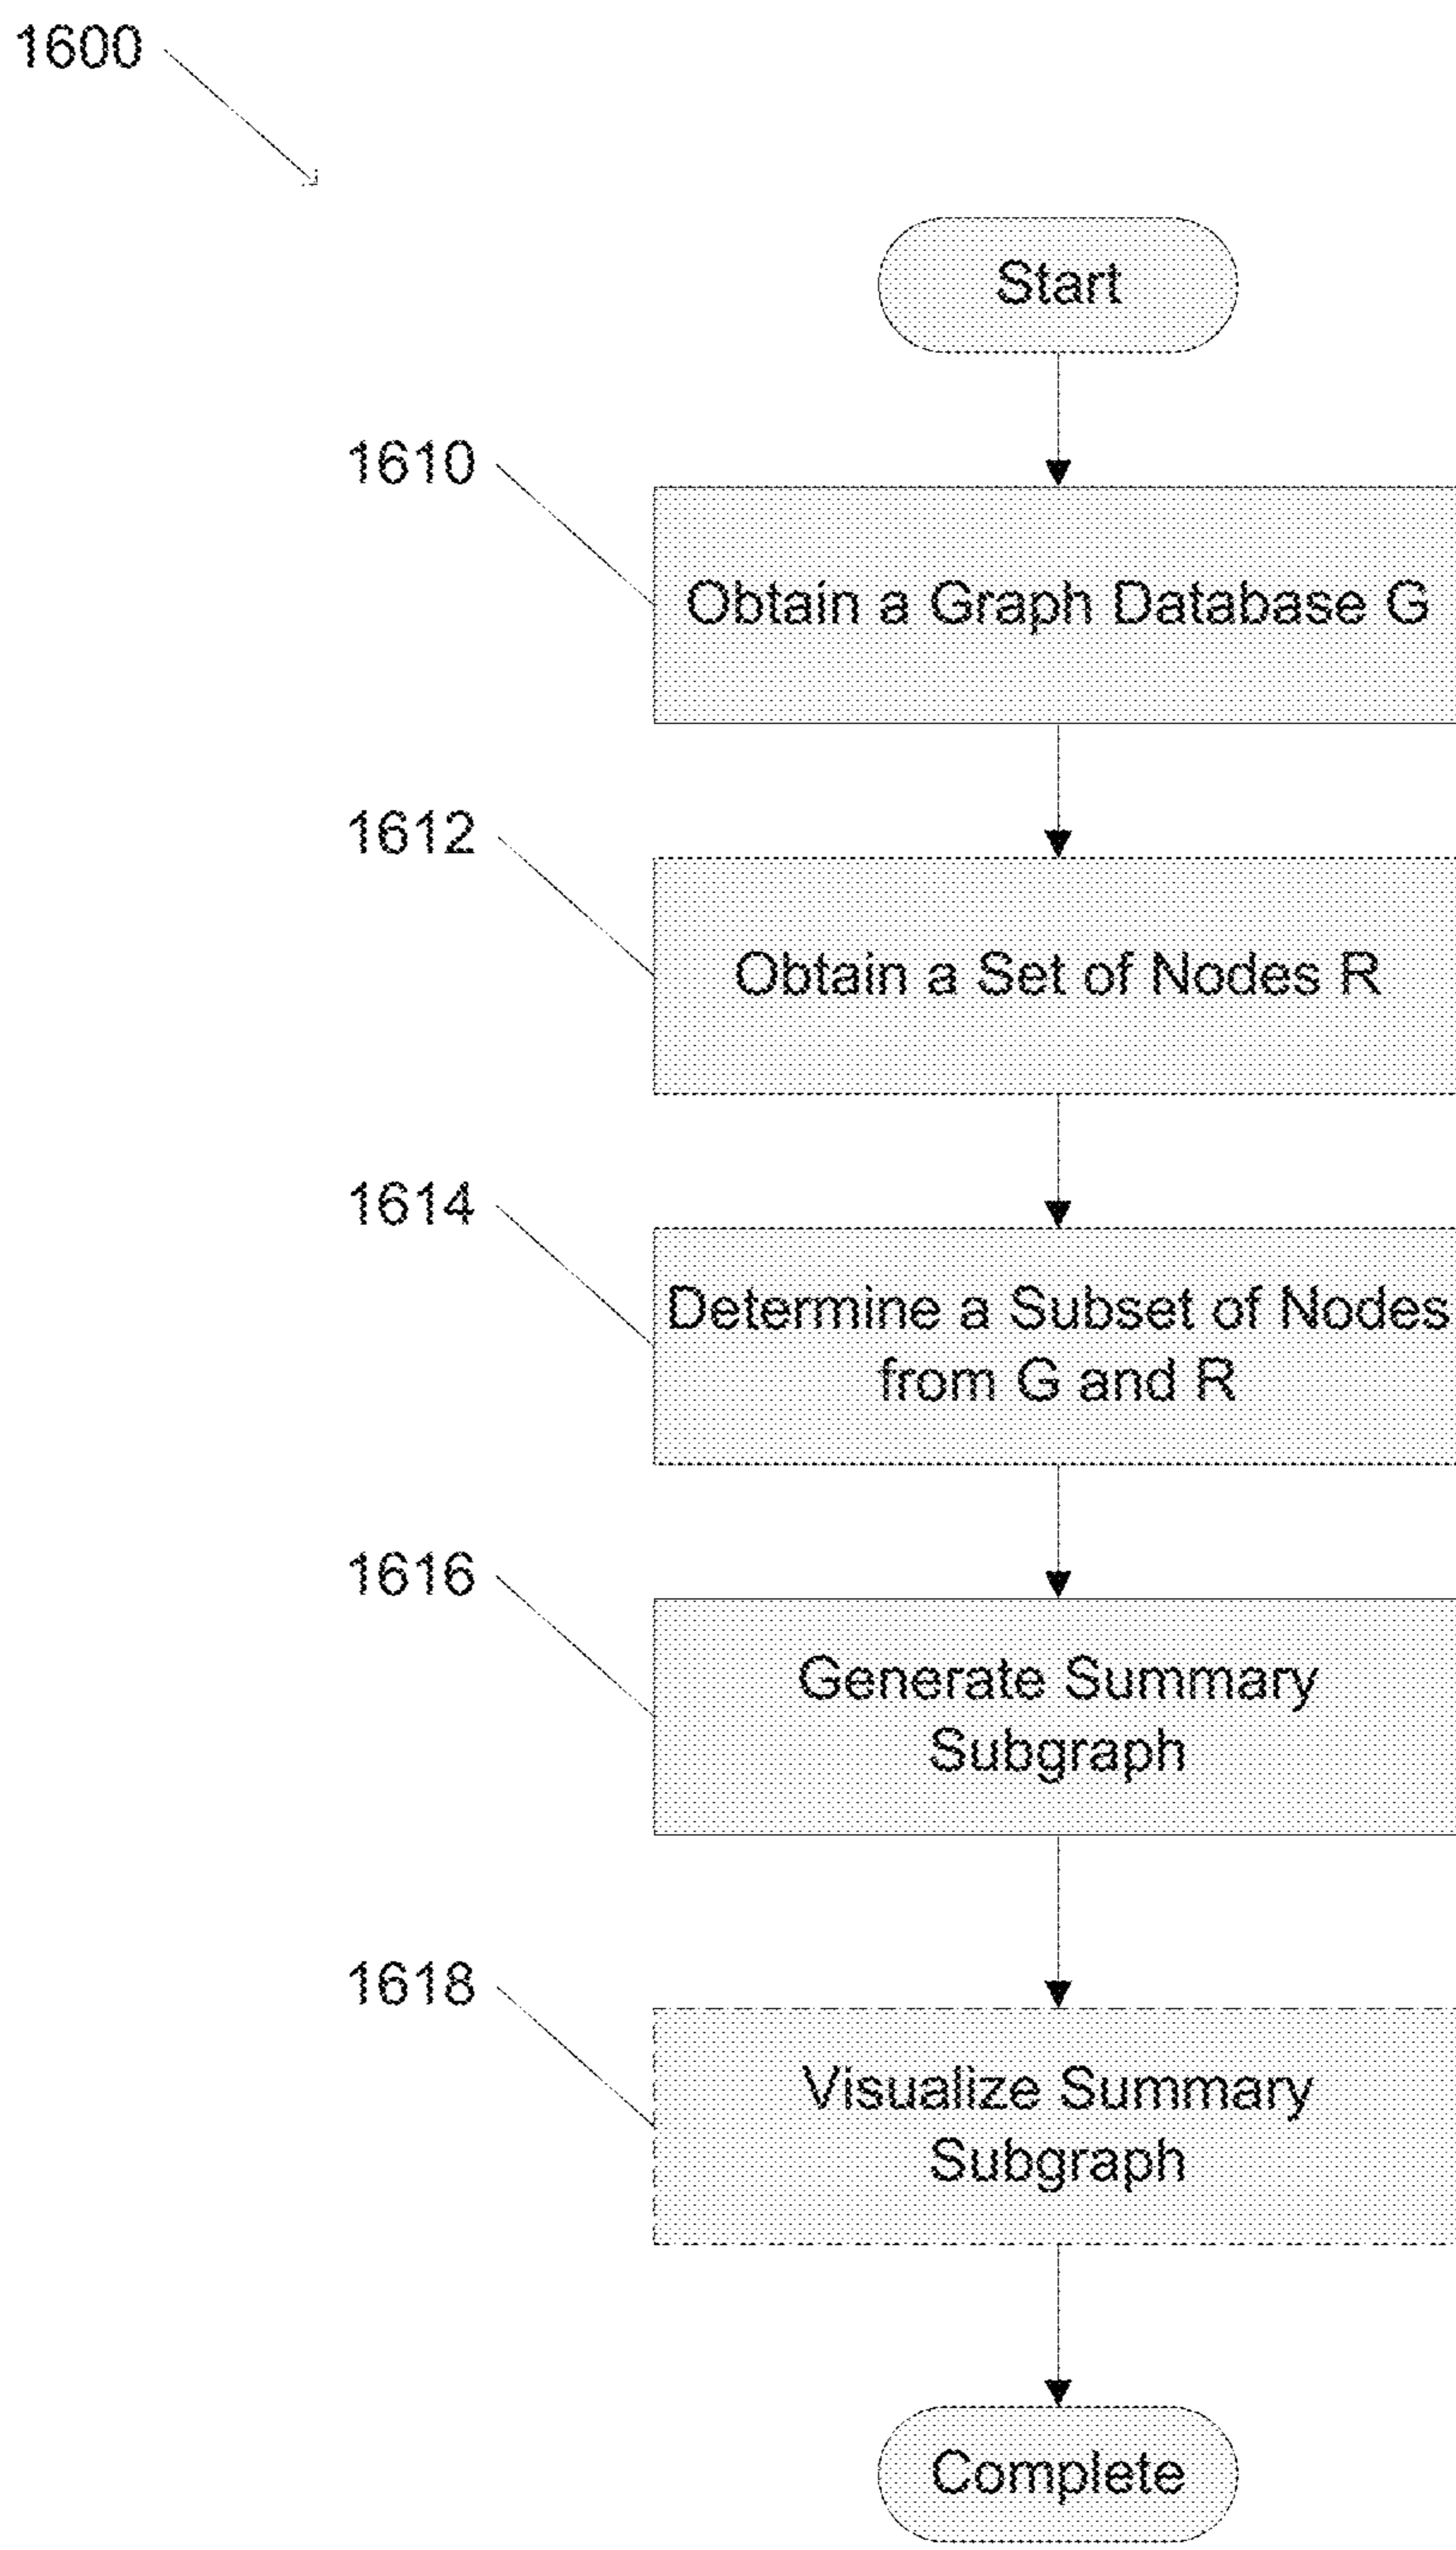 1600
Start
1610
Obtain a Graph Database G
1612
Obtain a Set of Nodes R
1614
Determine a Subset of Nodes
from G and R
1616
Generate Summary
Subgraph
1618
Visualize Summary
Subgraph
Complete